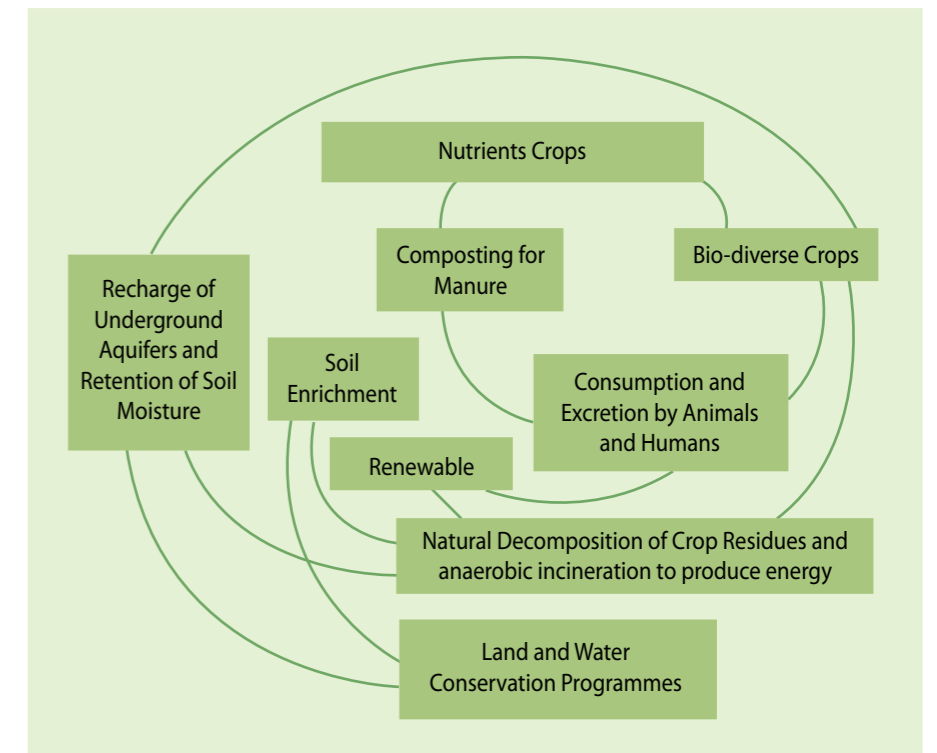 Nutrients Crops
Composting for
Manure
Bio-diverse Crops
Recharge of
Underground
Aquifers and
Retention of Soil
Moisture
Soil
Enrichment
Consumption and
Excretion by Animals
and Humans
Renewable
Natural Decomposition of Crop Residues and
anaerobic incineration to produce energy
Land and Water
Conservation Programmes